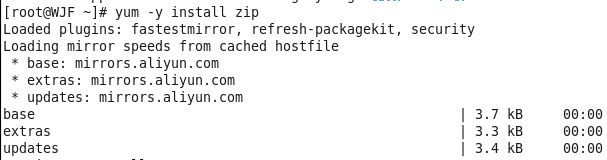 [root@WJF ~]# yum -y install zip
Loaded plugins: fastestmirror, refresh-packagekit, security
Loading mirror speeds from cached hostfile
 * base: mirrors.aliyun.com
 * extras: mirrors.aliyun.com
 * updates: mirrors.aliyun.com
base | 3.7 kB 00:00
extras | 3.3 kB 00:00
updates | 3.4 kB 00:00